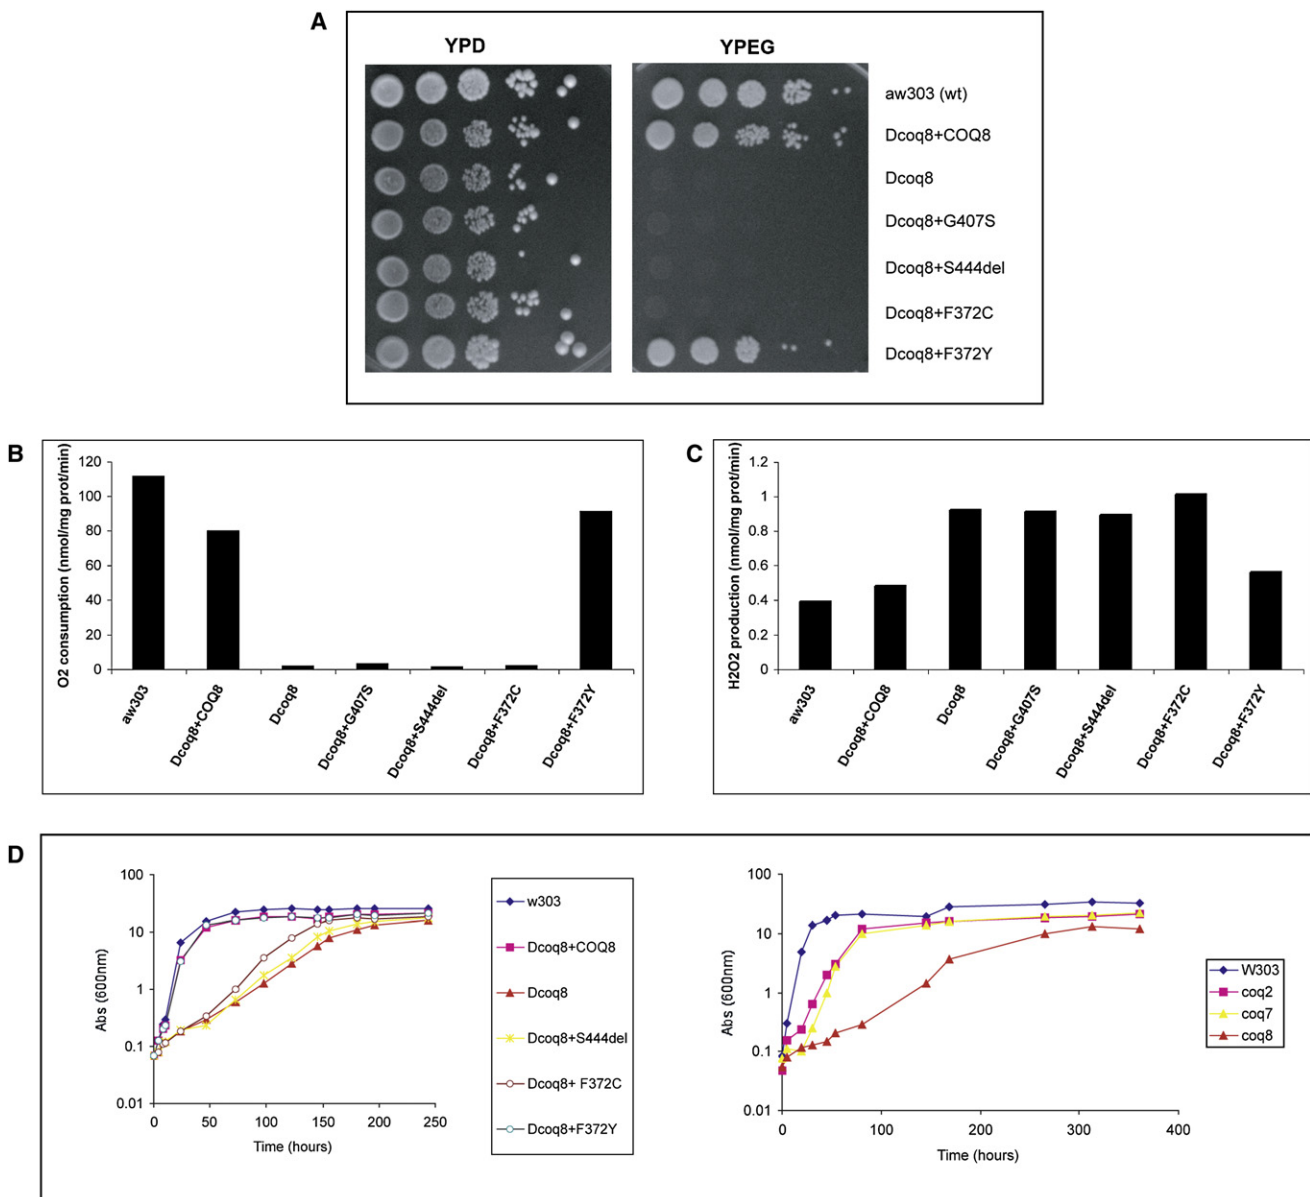 A
YPD
YPEG
aw303 (wt)
Dcoq8+COQ8
Dcoq8
Dcoq8+G407S
Dcoq8+S444del
Dcoq8+F372C
Dcoq8+F372Y
B
O2 consumption (nmol/mg prot/min)
120
100
80
60
40
20
0
aw303
Dcoq8+COQ8
Dcoq8
Dcoq8+G407S
Dcoq8+S444del
Dcoq8+F372C
Dcoq8+F372Y
C
H2O2 production (nmol/mg prot/min)
1.2
1
0.8
0.6
0.4
0.2
0
aw303
Dcoq8+COQ8
Dcoq8
Dcoq8+G407S
Dcoq8+S444del
Dcoq8+F372C
Dcoq8+F372Y
D
Abs (600nm)
100
10
1
0.1
0.01
0 50 100 150 200 250
Time (hours)
w303
Dcoq8+COQ8
Dcoq8
Dcoq8+S444del
Dcoq8+ F372C
Dcoq8+F372Y
Abs (600nm)
100
10
1
0.1
0.01
0 100 200 300 400
Time (hours)
W303
coq2
coq7
coq8